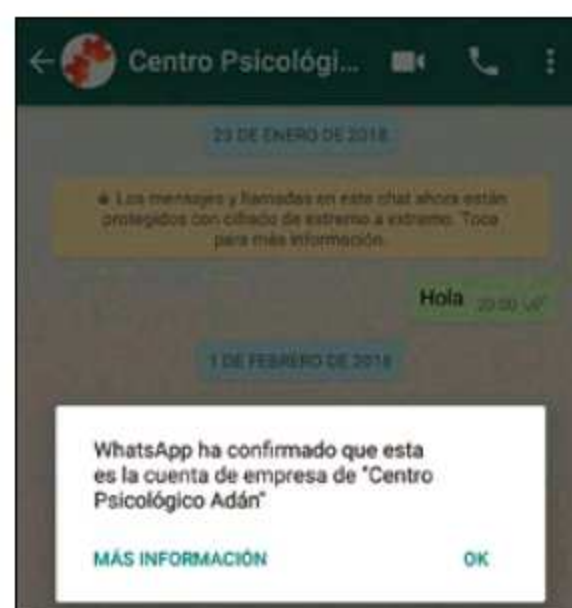 Centro Psicológi...
23 DE ENERO DE 2018
Los mensajes y llamadas en este chat ahora están
protegidos con cifrado de extremo a extremo. Toca
para más información.
Hola 20:00
1 DE FEBRERO DE 2018
WhatsApp ha confirmado que esta
es la cuenta de empresa de "Centro
Psicológico Adán"
MÁS INFORMACIÓN OK